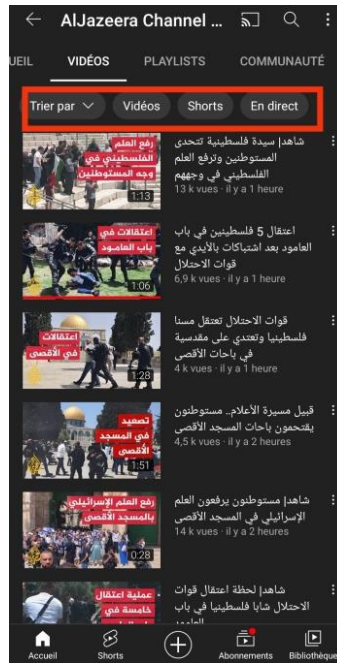 AlJazeera Channel ...
UEIL VIDÉOS PLAYLISTS COMMUNAUTÉ
Trier par Vidéos Shorts En direct
رفع العلم
الفلسطيني في
وجه المستوطنين
1:13
شاهد| سيدة فلسطينية تتحدى
المستوطنين وترفع العلم
الفلسطيني في وجههم
13 k vues · il y a 1 heure
اعتقالات في
باب العامود
1:06
اعتقال 5 فلسطينين في باب
العامود بعد اشتباكات بالأيدي مع
قوات الاحتلال
6,9 k vues · il y a 1 heure
اعتقالات
في الأقصى
1:28
قوات الاحتلال تعتقل مسنا
فلسطينيا وتعتدي على مقدسية
في باحات الأقصى
4 k vues · il y a 1 heure
تصعيد
في المسجد
الأقصى
1:51
قبيل مسيرة الأعلام.. مستوطنون
يقتحمون باحات المسجد الأقصى
4,5 k vues · il y a 2 heures
رفع العلم الإسرائيلي
بالمسجد الأقصى
0:28
شاهد| مستوطنون يرفعون العلم
الإسرائيلي في المسجد الأقصى
14 k vues · il y a 2 heures
عملية اعتقال
خامسة في
شاهد| لحظة اعتقال قوات
الاحتلال شابا فلسطينيا في باب
العامود
Accueil Shorts Abonnements Bibliothèque